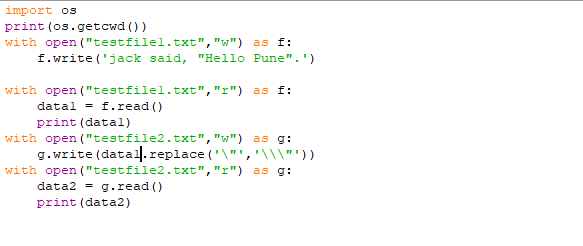 import os
print(os.getcwd())
with open("testfile1.txt","w") as f:
    f.write('jack said, "Hello Pune".')

with open("testfile1.txt","r") as f:
    data1 = f.read()
    print(data1)
with open("testfile2.txt","w") as g:
    g.write(data1.replace('\"','\\\"'))
with open("testfile2.txt","r") as g:
    data2 = g.read()
    print(data2)